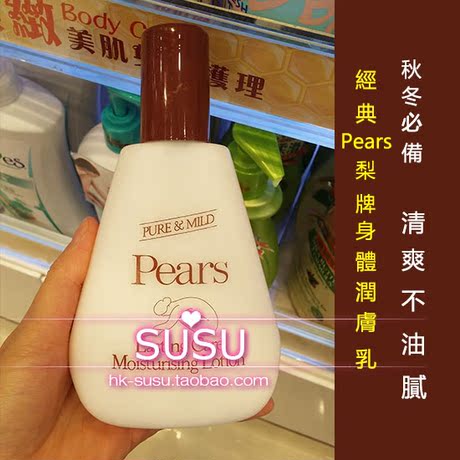 緻 Body C
美肌 護理
PURE & MILD
Pears
Moisturising Lotion
SUSU
hk-susu.taobao.com
秋冬必備 清爽不油膩
經典Pears梨牌身體潤膚乳